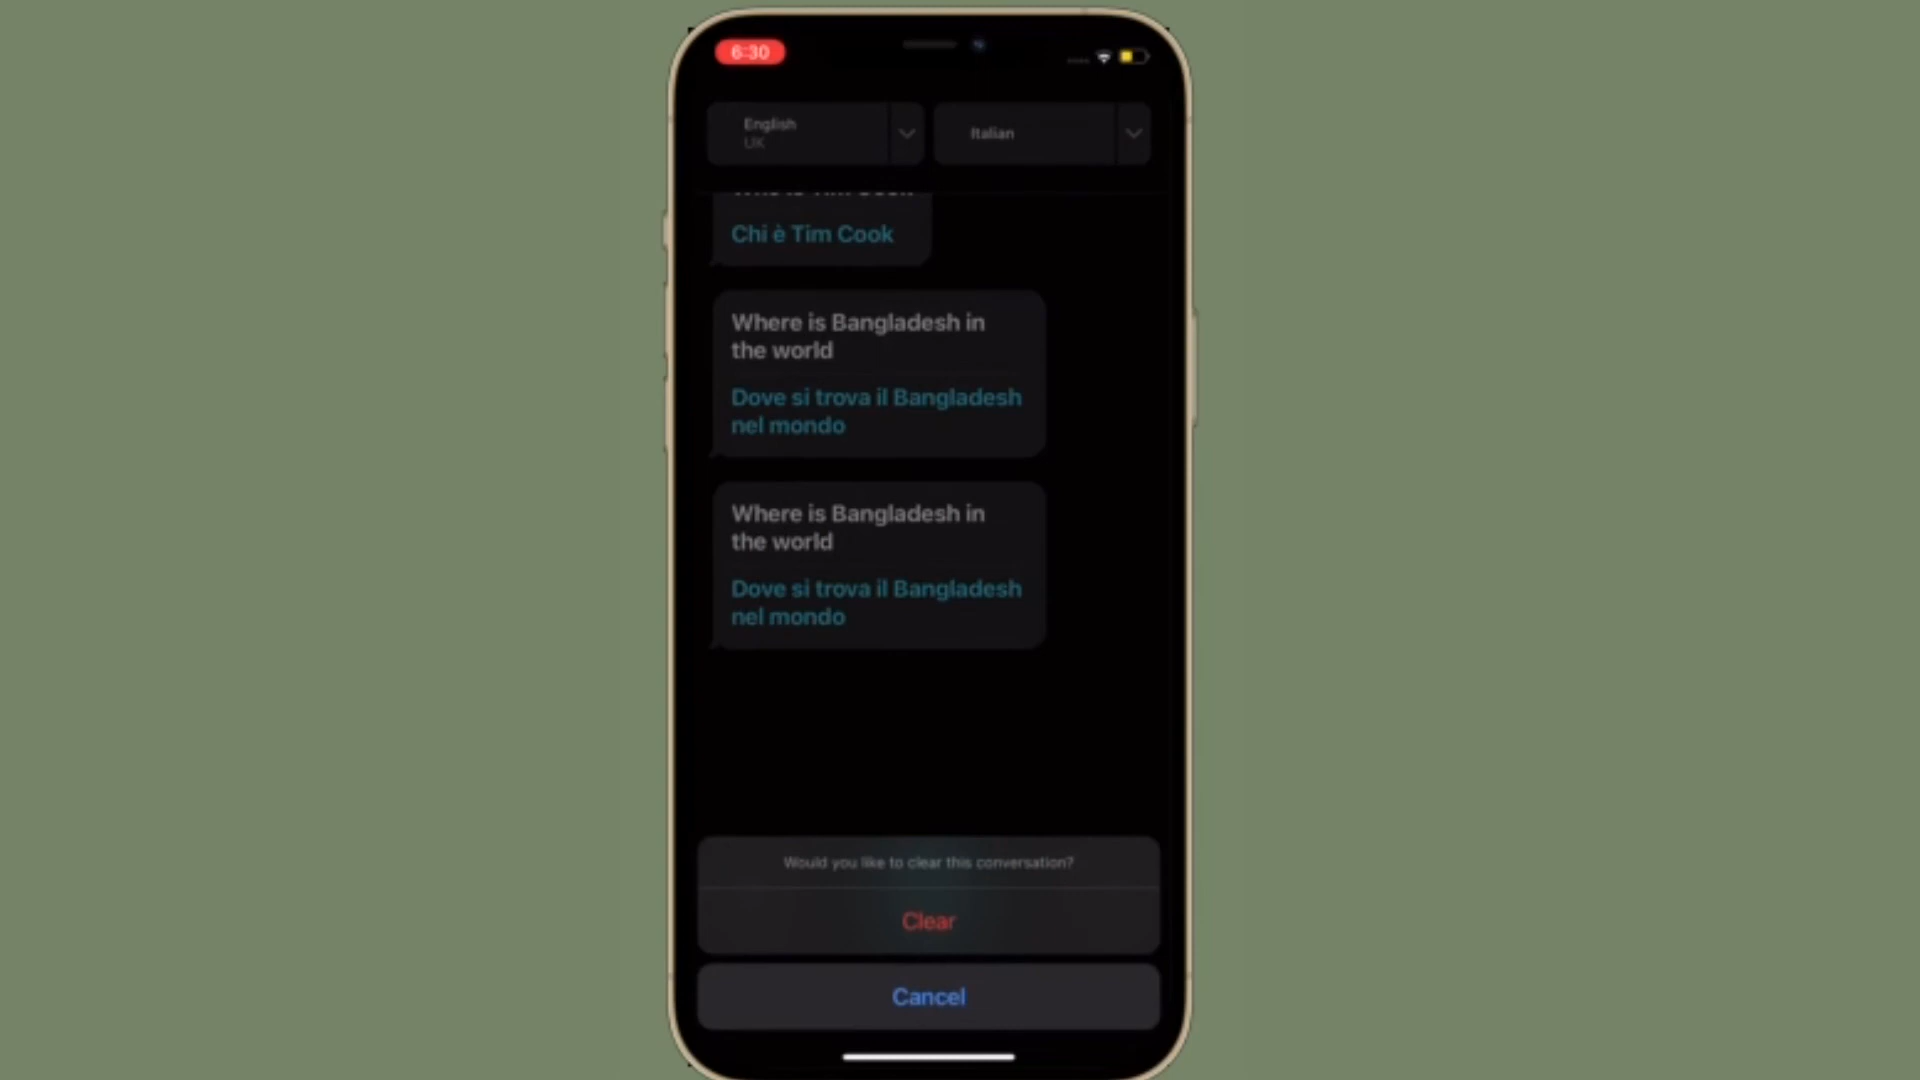 6:30
English
UK
Italian
Chi è Tim Cook
Where is Bangladesh in
the world
Dove si trova il Bangladesh
nel mondo
Where is Bangladesh in
the world
Dove si trova il Bangladesh
nel mondo
Would you like to clear this conversation?
Clear
Cancel